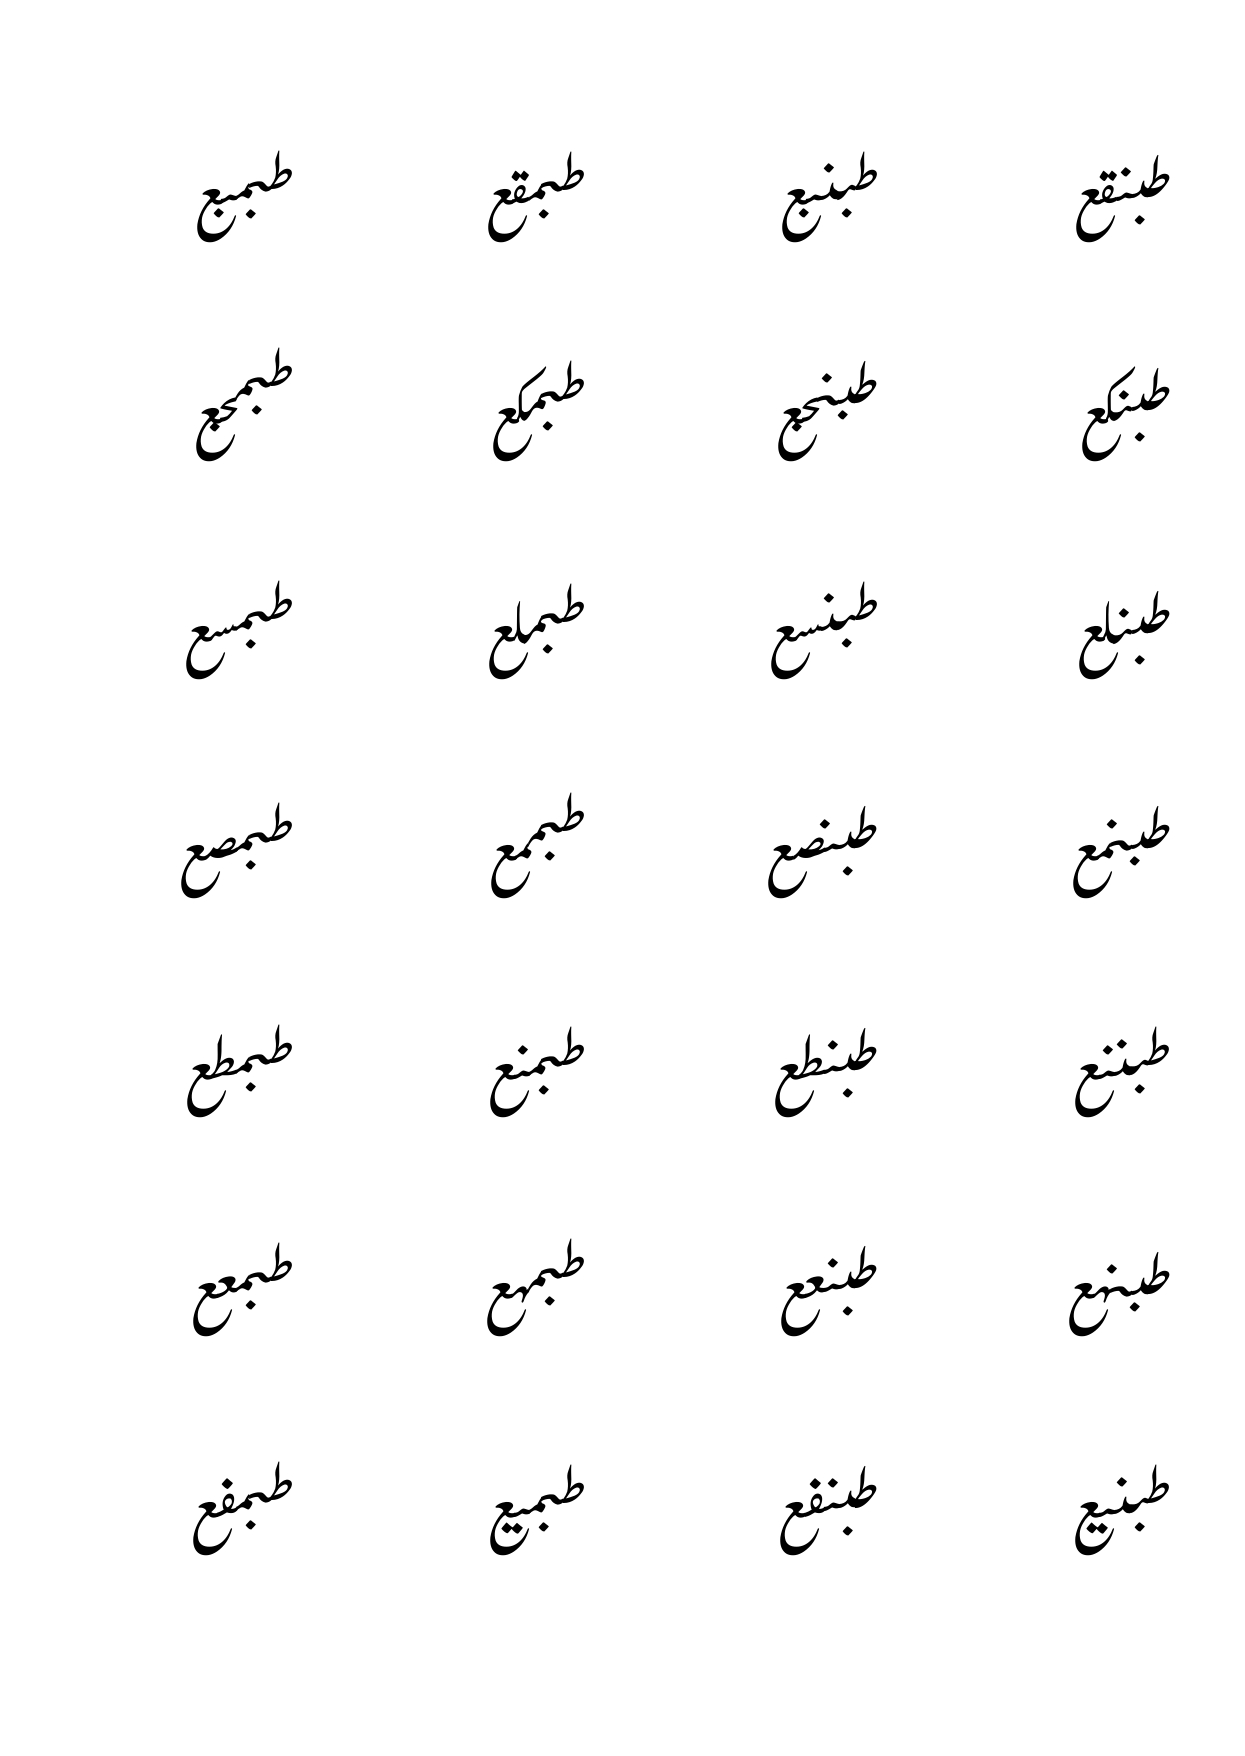 طبنقع طبنبع طبمقع طبمبع
طبنكع طبنجع طبمكع طبمجع
طبنلع طبنسع طبملع طبمسع
طبنمع طبنصع طبممع طبمصع
طبننع طبنطع طبمنع طبمطع
طبنهع طبنعع طبمهع طبمعع
طبنيع طبنفع طبميع طبمفع